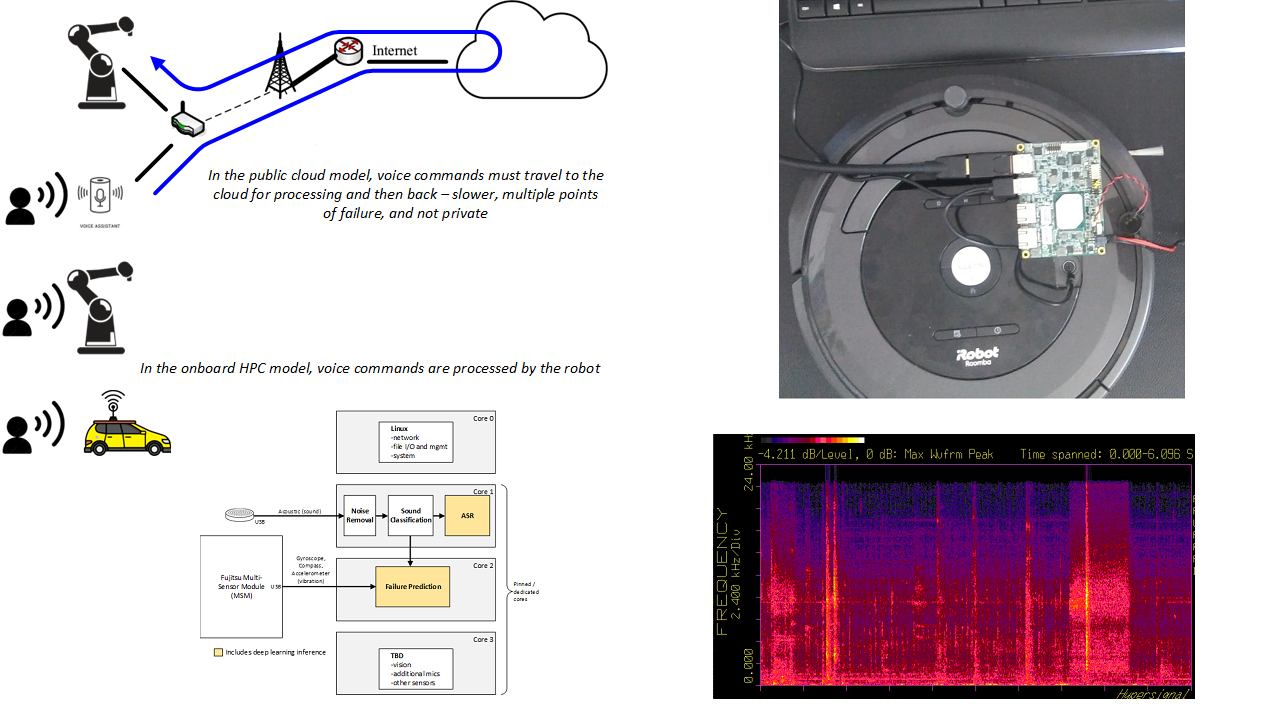 Internet
In the public cloud model, voice commands must travel to the
cloud for processing and then back – slower, multiple points
of failure, and not private
VOICE ASSISTANT
In the onboard HPC model, voice commands are processed by the robot
Core 0
Linux
-network
-file I/O and mgmt
-system
Core 1
Acoustic (sound)
USB
Noise
Removal
Sound
Classification
ASR
Fujitsu Multi-
Sensor Module
(MSM)
USB
Gyroscope,
Compass,
Accelerometer
(vibration)
Core 2
Failure Prediction
Pinned /
dedicated
cores
Core 3
TBD
-vision
-additional mics
-other sensors
Includes deep learning inference
iRobot
Roomba
-4.211 dB/Level, 0 dB: Max Wvfrm Peak
Time spanned: 0.000-6.096 S
24.00 kH
FREQUENCY
2.400 kHz/Div
0.000
Hypersignal